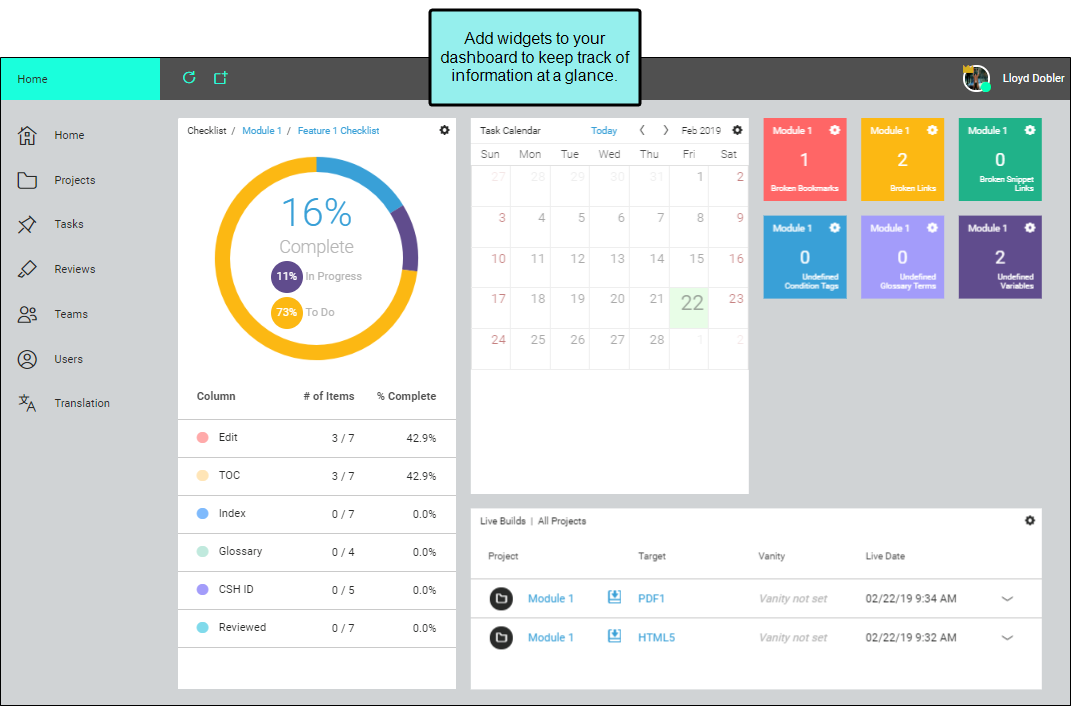 Add widgets to your
dashboard to keep track of
information at a glance.
Home
Lloyd Dobler
Home
Projects
Tasks
Reviews
Teams
Users
Translation
Checklist / Module 1 / Feature 1 Checklist
16%
Complete
11% In Progress
73% To Do
Column # of Items % Complete
Edit 3 / 7 42.9%
TOC 3 / 7 42.9%
Index 0 / 7 0.0%
Glossary 0 / 4 0.0%
CSH ID 0 / 5 0.0%
Reviewed 0 / 7 0.0%
Task Calendar Today Feb 2019
Sun Mon Tue Wed Thu Fri Sat
27 28 29 30 31 1 2
3 4 5 6 7 8 9
10 11 12 13 14 15 16
17 18 19 20 21 22 23
24 25 26 27 28 1 2
Module 1
1
Broken Bookmarks
Module 1
2
Broken Links
Module 1
0
Broken Snippet
Links
Module 1
0
Undefined
Condition Tags
Module 1
0
Undefined
Glossary Terms
Module 1
2
Undefined
Variables
Live Builds | All Projects
Project Target Vanity Live Date
Module 1 PDF1 Vanity not set 02/22/19 9:34 AM
Module 1 HTML5 Vanity not set 02/22/19 9:32 AM